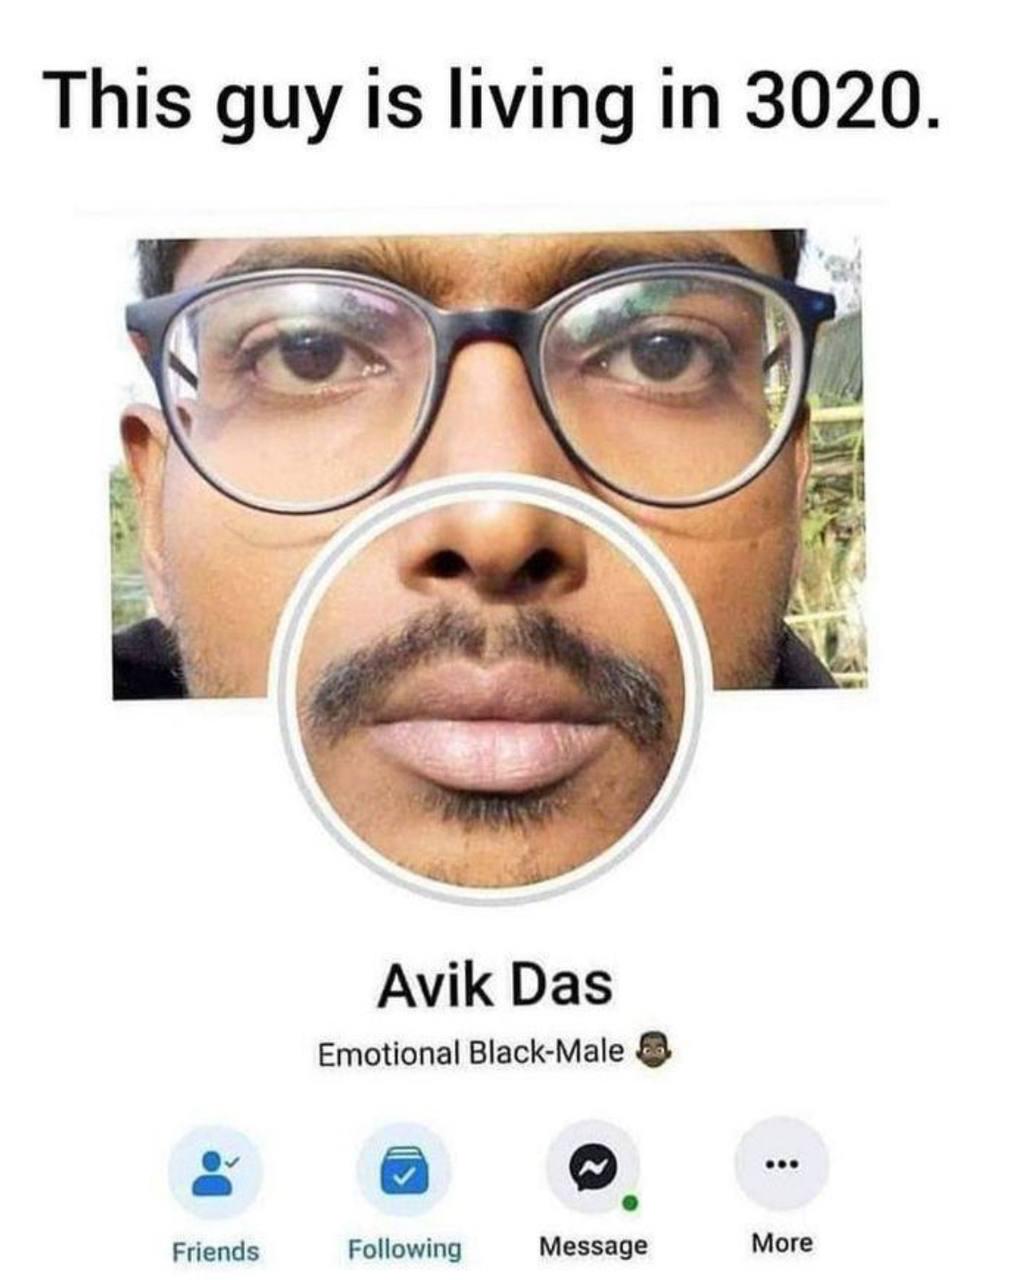 This guy is living in 3020.
Avik Das
Emotional Black-Male 🧔🏿
Friends
Following
Message
More